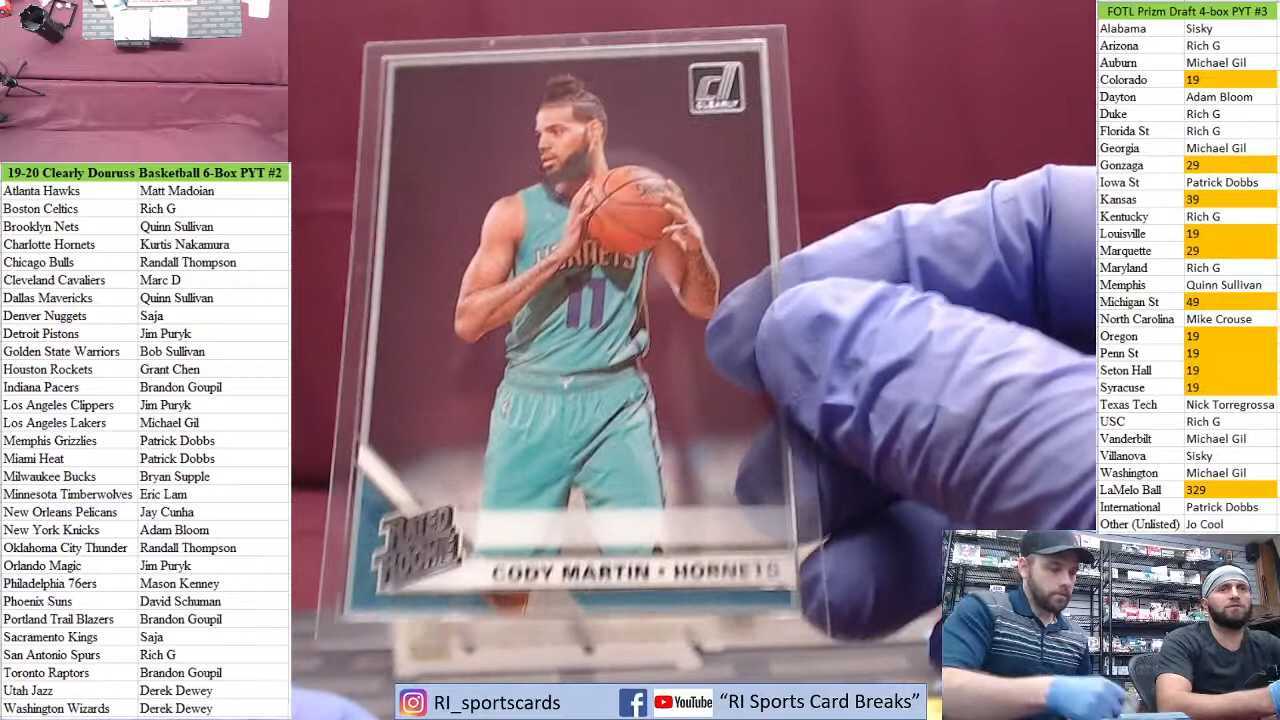 19-20 Clearly Donruss Basketball 6-Box PYT #2
Atlanta Hawks Matt Madoian
Boston Celtics Rich G
Brooklyn Nets Quinn Sullivan
Charlotte Hornets Kurtis Nakamura
Chicago Bulls Randall Thompson
Cleveland Cavaliers Marc D
Dallas Mavericks Quinn Sullivan
Denver Nuggets Saja
Detroit Pistons Jim Puryk
Golden State Warriors Bob Sullivan
Houston Rockets Grant Chen
Indiana Pacers Brandon Goupil
Los Angeles Clippers Jim Puryk
Los Angeles Lakers Michael Gil
Memphis Grizzlies Patrick Dobbs
Miami Heat Patrick Dobbs
Milwaukee Bucks Bryan Supple
Minnesota Timberwolves Eric Lam
New Orleans Pelicans Jay Cunha
New York Knicks Adam Bloom
Oklahoma City Thunder Randall Thompson
Orlando Magic Jim Puryk
Philadelphia 76ers Mason Kenney
Phoenix Suns David Schuman
Portland Trail Blazers Brandon Goupil
Sacramento Kings Saja
San Antonio Spurs Rich G
Toronto Raptors Brandon Goupil
Utah Jazz Derek Dewey
Washington Wizards Derek Dewey
d
CLEARLY
HORNETS
11
RATED
ROOKIE
CODY MARTIN • HORNETS
RI_sportscards YouTube "RI Sports Card Breaks"
FOTL Prizm Draft 4-box PYT #3
Alabama Sisky
Arizona Rich G
Auburn Michael Gil
Colorado 19
Dayton Adam Bloom
Duke Rich G
Florida St Rich G
Georgia Michael Gil
Gonzaga 29
Iowa St Patrick Dobbs
Kansas 39
Kentucky Rich G
Louisville 19
Marquette 29
Maryland Rich G
Memphis Quinn Sullivan
Michigan St 49
North Carolina Mike Crouse
Oregon 19
Penn St 19
Seton Hall 19
Syracuse 19
Texas Tech Nick Torregrossa
USC Rich G
Vanderbilt Michael Gil
Villanova Sisky
Washington Michael Gil
LaMelo Ball 329
International Patrick Dobbs
Other (Unlisted) Jo Cool